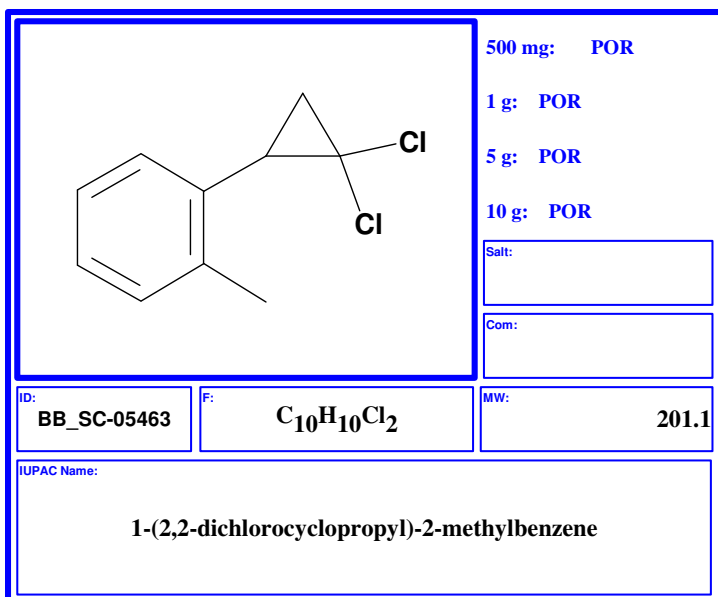 500 mg: POR
1 g: POR
5 g: POR
10 g: POR
Cl
Cl
Salt:
Com:
ID:
BB_SC-05463
F:
C10H10Cl2
MW:
201.1
IUPAC Name:
1-(2,2-dichlorocyclopropyl)-2-methylbenzene